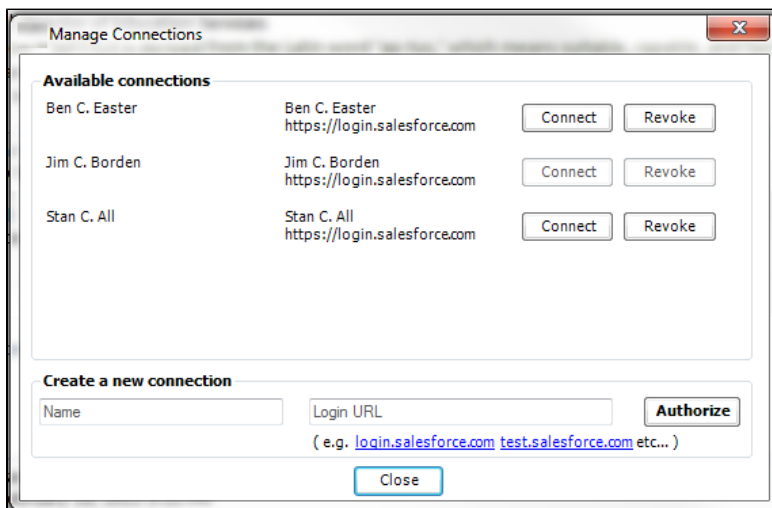 Manage Connections
Available connections
Ben C. Easter
Ben C. Easter
https://login.salesforce.com
Connect
Revoke
Jim C. Borden
Jim C. Borden
https://login.salesforce.com
Connect
Revoke
Stan C. All
Stan C. All
https://login.salesforce.com
Connect
Revoke
Create a new connection
Name
Login URL
Authorize
( e.g. login.salesforce.com test.salesforce.com etc... )
Close